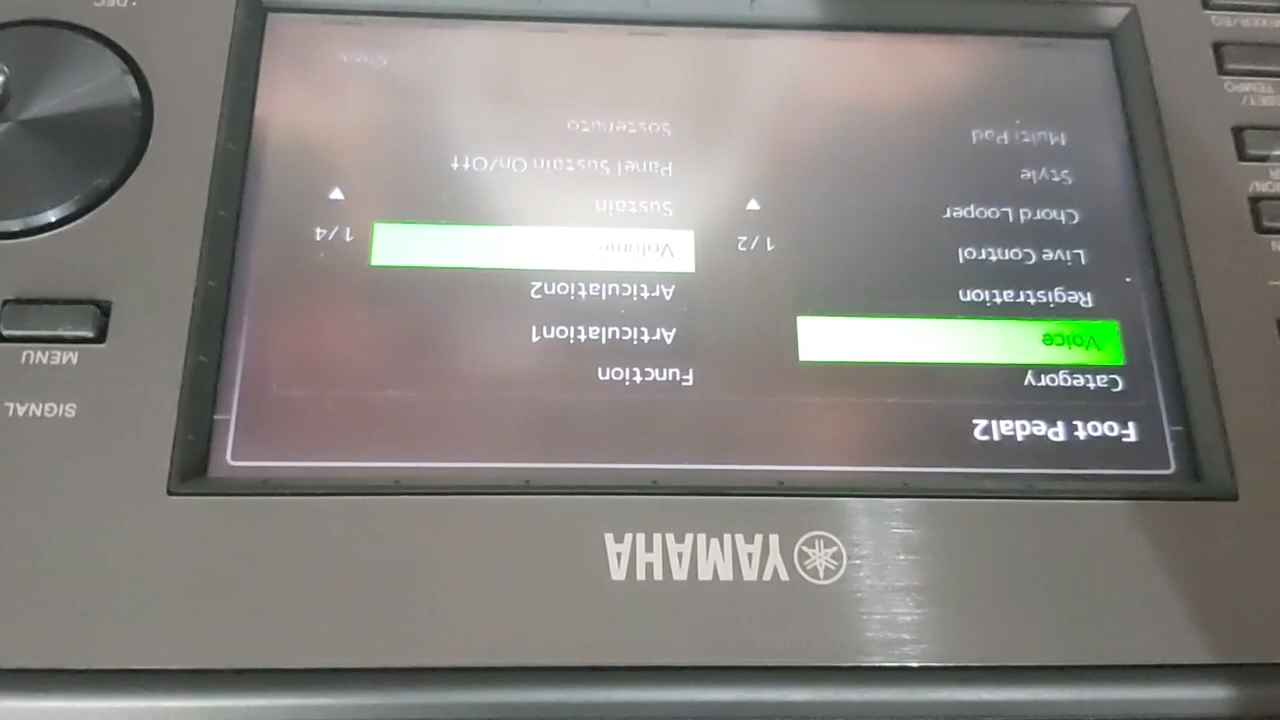 YAMAHA
Foot Pedal2
Category
Voice
Registration
Live Control
Chord Looper
Style
Multi Pad
1/2
Function
Articulation1
Articulation2
Volume
Sustain
Panel Sustain On/Off
Sostenuto
1/4
SIGNAL
MENU
TEMPO